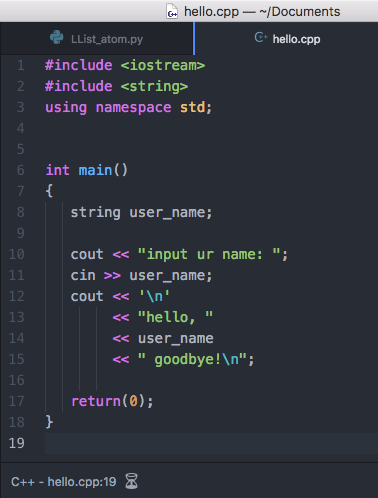 hello.cpp — ~/Documents
LList_atom.py
hello.cpp
1 #include <iostream>
2 #include <string>
3 using namespace std;
4
5
6 int main()
7 {
8 string user_name;
9
10 cout << "input ur name: ";
11 cin >> user_name;
12 cout << '\n'
13 << "hello, "
14 << user_name
15 << " goodbye!\n";
16
17 return(0);
18 }
19
C++ - hello.cpp:19